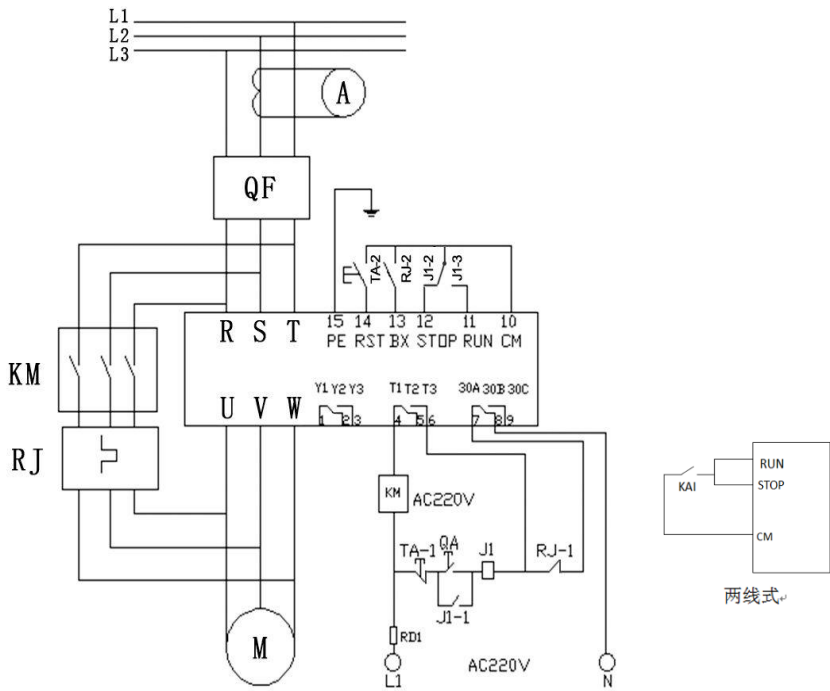 L1
L2
L3
A
QF
TA-2
RJ-2
J1-2
J1-3
15 14 13 12 11 10
R S T PE RST BX STOP RUN CM
KM
Y1 Y2 Y3 T1 T2 T3 30A 30B 30C
U V W 1 2 3 4 5 6 7 8 9
RJ
RUN
KM AC220V
KAI
STOP
CM
TA-1 QA J1 RJ-1
J1-1
两线式
M
RD1
AC220V
L1 N